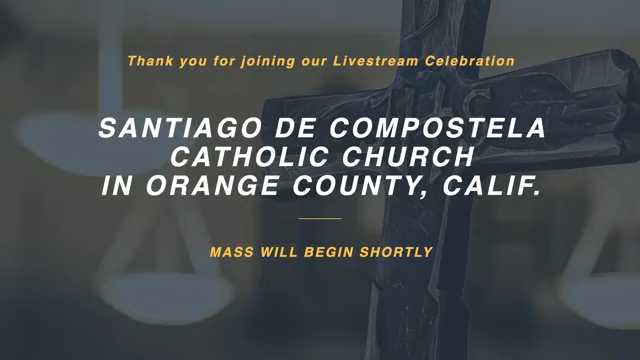 Thank you for joining our Livestream Celebration
SANTIAGO DE COMPOSTELA
CATHOLIC CHURCH
IN ORANGE COUNTY, CALIF.
MASS WILL BEGIN SHORTLY